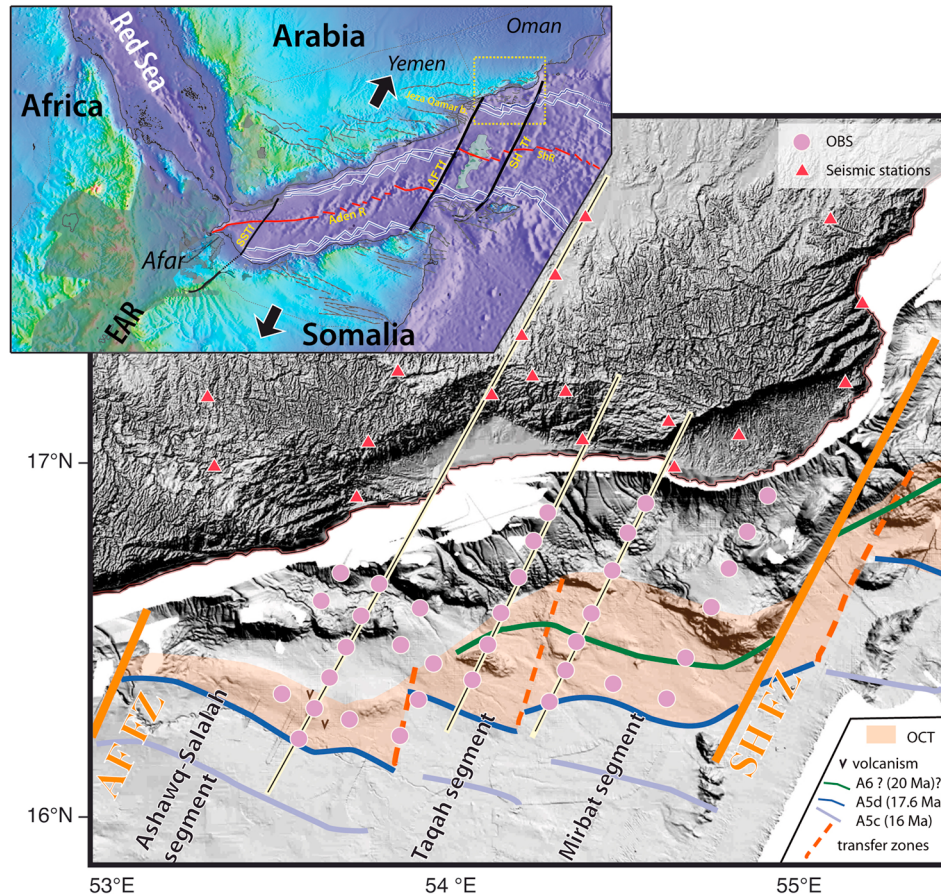 Oman
Arabia
Yemen
Red Sea
Africa
Jeza Qamar b.
AF Tf
SH Tf
ShR
Aden R
SSTf
Afar
EAR
Somalia
OBS
Seismic stations
17°N
16°N
AF FZ
Ashawq-Salalah
segment
Taqah segment
Mirbat segment
SH FZ
OCT
v volcanism
A6 ? (20 Ma)?
A5d (17.6 Ma
A5c (16 Ma)
transfer zones
v
v
53°E
54 °E
55°E